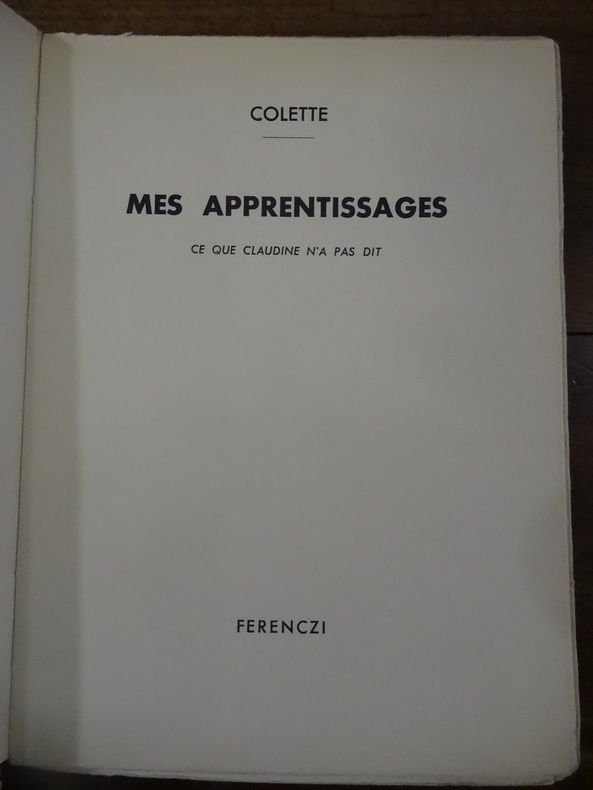 COLETTE
MES APPRENTISSAGES
CE QUE CLAUDINE N'A PAS DIT
FERENCZI